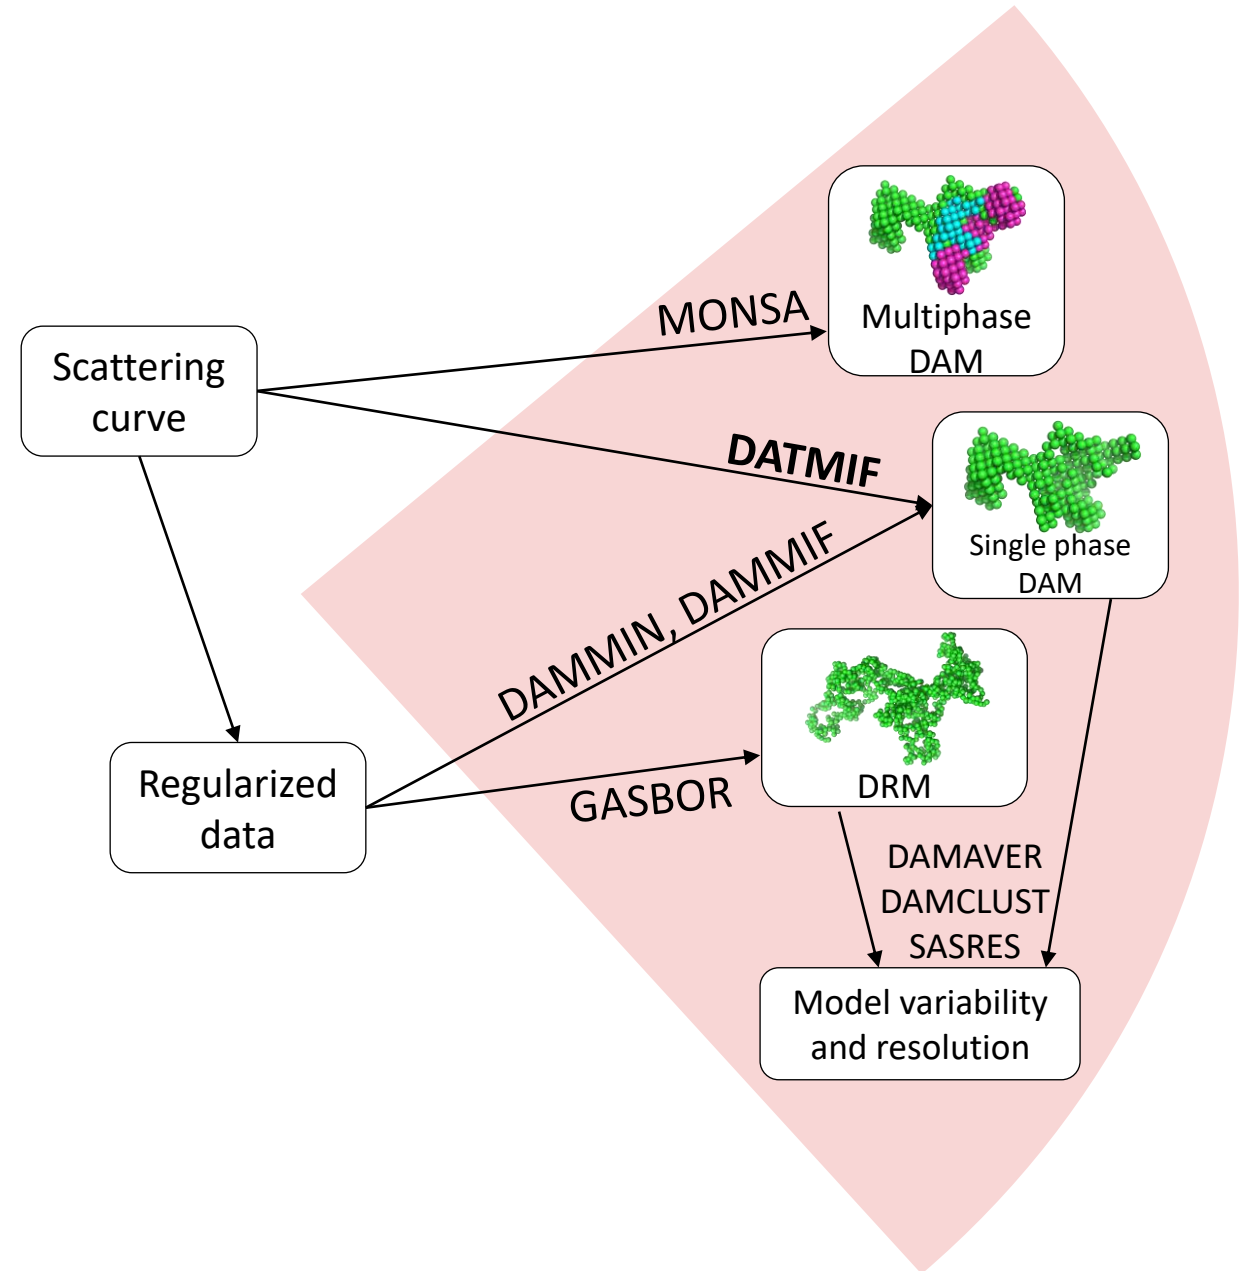 Scattering
curve
MONSA
Multiphase
DAM
DATMIF
Single phase
DAM
DAMMIN, DAMMIF
Regularized
data
GASBOR
DRM
DAMAVER
DAMCLUST
SASRES
Model variability
and resolution